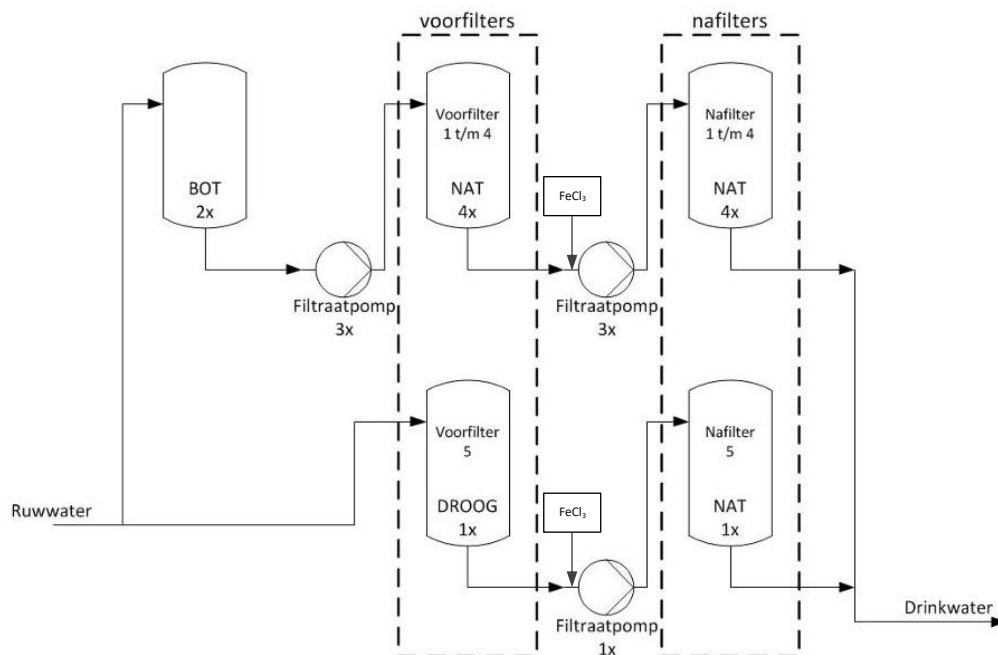 voorfilters
nafilters
BOT
2x
Voorfilter
1 t/m 4
NAT
4x
FeCl₃
Nafilter
1 t/m 4
NAT
4x
Filtraatpomp
3x
Filtraatpomp
3x
Ruwwater
Voorfilter
5
DROOG
1x
FeCl₃
Nafilter
5
NAT
1x
Filtraatpomp
1x
Drinkwater